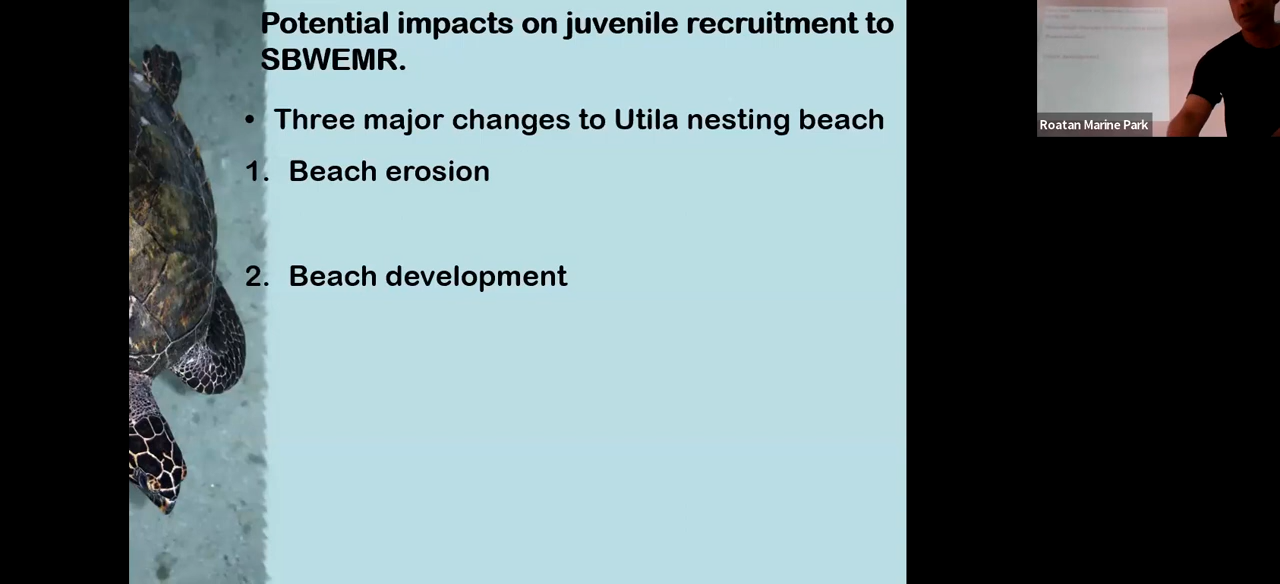 Potential impacts on juvenile recruitment to
SBWEMR.
• Three major changes to Utila nesting beach
1. Beach erosion
2. Beach development
Roatan Marine Park